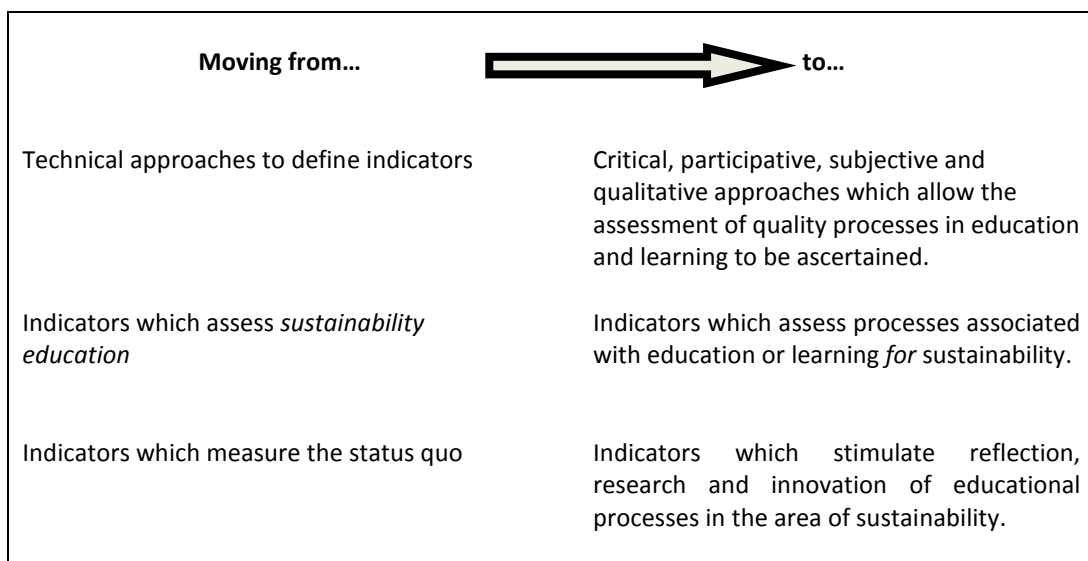 Moving from… to…
Technical approaches to define indicators
Critical, participative, subjective and
qualitative approaches which allow the
assessment of quality processes in education
and learning to be ascertained.
Indicators which assess sustainability
education
Indicators which assess processes associated
with education or learning for sustainability.
Indicators which measure the status quo
Indicators which stimulate reflection,
research and innovation of educational
processes in the area of sustainability.